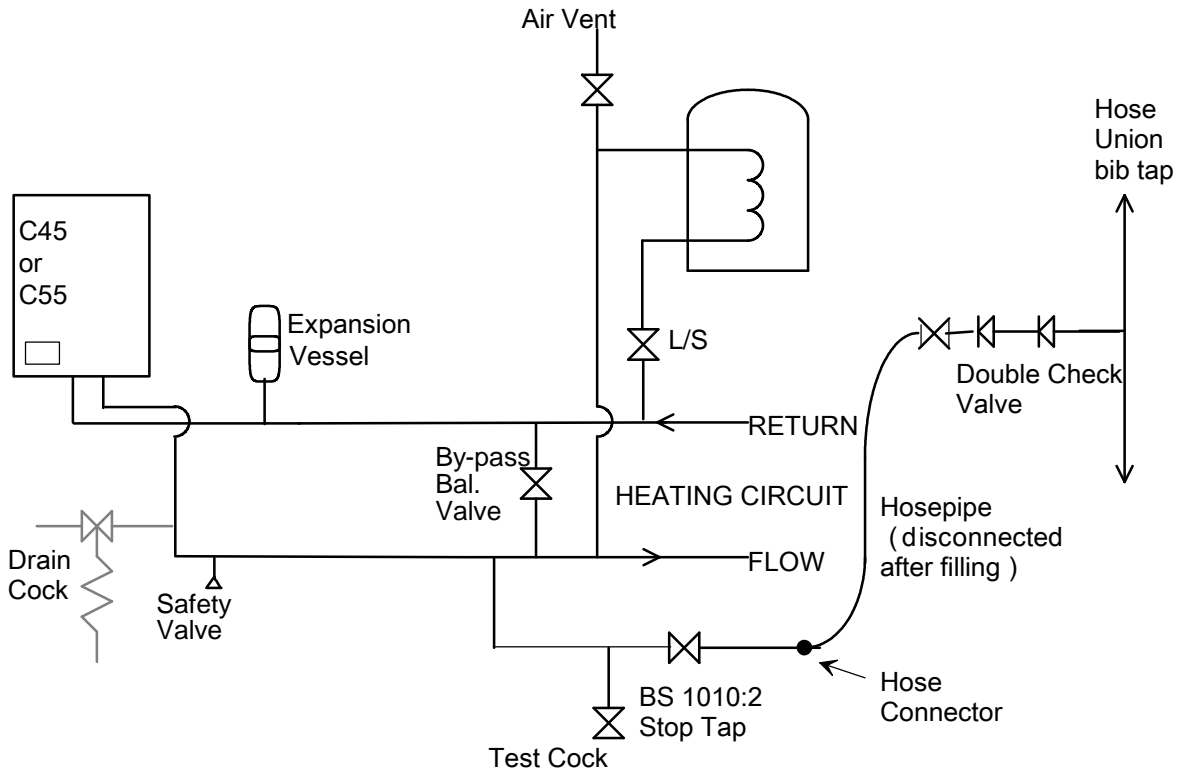 Air Vent
Hose
Union
bib tap
C45
or
C55
Expansion
Vessel
L/S
Double Check
Valve
RETURN
By-pass
Bal.
Valve
HEATING CIRCUIT
Hosepipe
( disconnected
after filling )
Drain
Cock
FLOW
Safety
Valve
BS 1010:2
Stop Tap
Hose
Connector
Test Cock